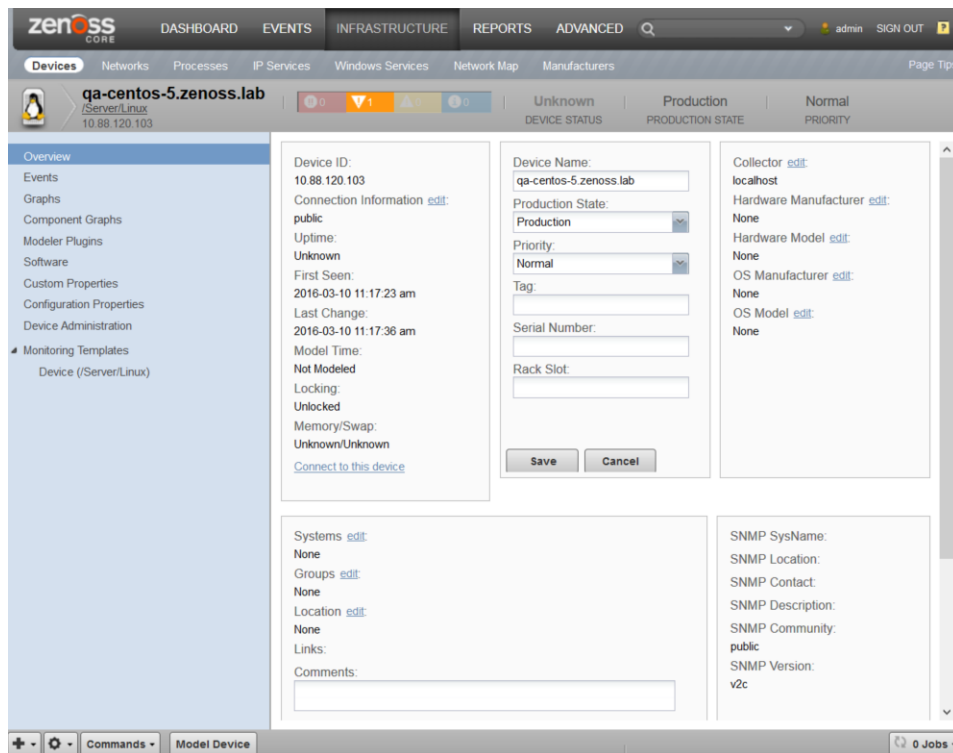 zenoss
CORE
DASHBOARD EVENTS INFRASTRUCTURE REPORTS ADVANCED admin SIGN OUT ?
Devices Networks Processes IP Services Windows Services Network Map Manufacturers Page Tip
qa-centos-5.zenoss.lab
/Server/Linux
10.88.120.103
0 1 0 0
Unknown
DEVICE STATUS
Production
PRODUCTION STATE
Normal
PRIORITY
Overview
Events
Graphs
Component Graphs
Modeler Plugins
Software
Custom Properties
Configuration Properties
Device Administration
Monitoring Templates
Device (/Server/Linux)
Device ID:
10.88.120.103
Connection Information edit:
public
Uptime:
Unknown
First Seen:
2016-03-10 11:17:23 am
Last Change:
2016-03-10 11:17:36 am
Model Time:
Not Modeled
Locking:
Unlocked
Memory/Swap:
Unknown/Unknown
Connect to this device
Device Name:
qa-centos-5.zenoss.lab
Production State:
Production
Priority:
Normal
Tag:
Serial Number:
Rack Slot:
Save Cancel
Collector edit:
localhost
Hardware Manufacturer edit:
None
Hardware Model edit:
None
OS Manufacturer edit:
None
OS Model edit:
None
Systems edit:
None
Groups edit:
None
Location edit:
None
Links:
Comments:
SNMP SysName:
SNMP Location:
SNMP Contact:
SNMP Description:
SNMP Community:
public
SNMP Version:
v2c
Commands Model Device 0 Jobs